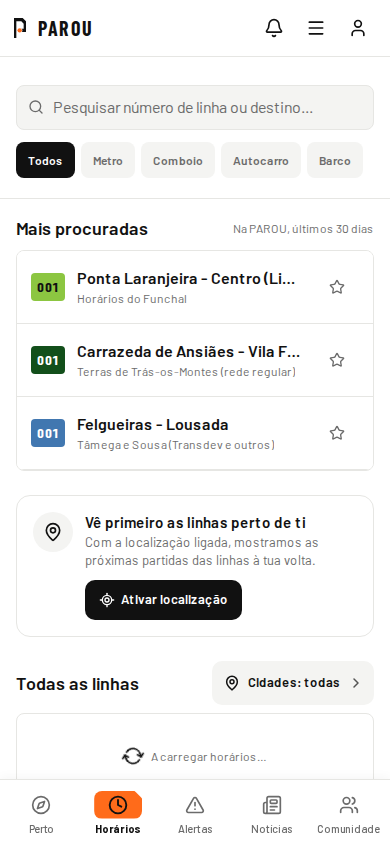 PAROU
Pesquisar número de linha ou destino...
Todos
Metro
Comboio
Autocarro
Barco
Mais procuradas
Na PAROU, últimos 30 dias
001
Ponta Laranjeira - Centro (Li...
Horários do Funchal
001
Carrazeda de Ansiães - Vila F...
Terras de Trás-os-Montes (rede regular)
001
Felgueiras - Lousada
Tâmega e Sousa (Transdev e outros)
Vê primeiro as linhas perto de ti
Com a localização ligada, mostramos as
próximas partidas das linhas à tua volta.
Ativar localização
Todas as linhas
Cidades: todas
A carregar horários...
Perto
Horários
Alertas
Notícias
Comunidade